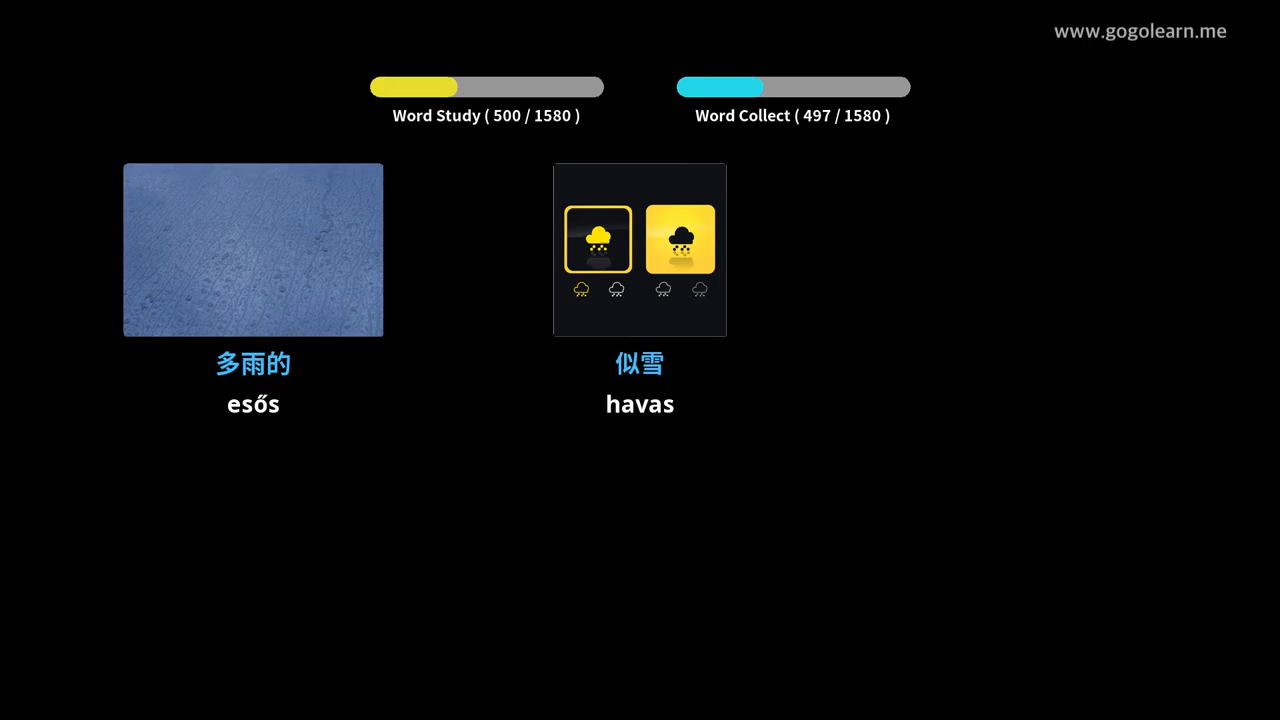 www.gogolearn.me
Word Study ( 500 / 1580 )
Word Collect ( 497 / 1580 )
多雨的
似雪
esős
havas